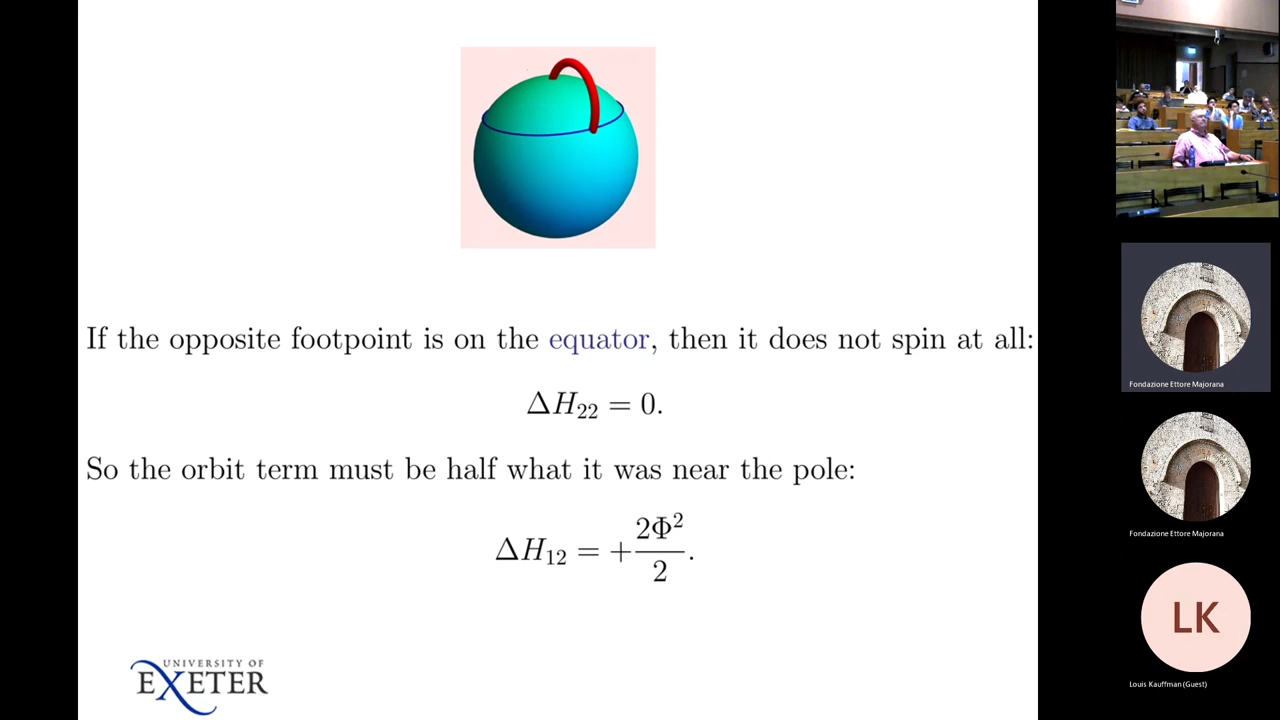 If the opposite footpoint is on the equator, then it does not spin at all:
ΔH₂₂ = 0.
So the orbit term must be half what it was near the pole:
ΔH₁₂ = +2Φ²/2.
UNIVERSITY OF
EXETER
Fondazione Ettore Majorana
Fondazione Ettore Majorana
LK
Louis Kauffman (Guest)